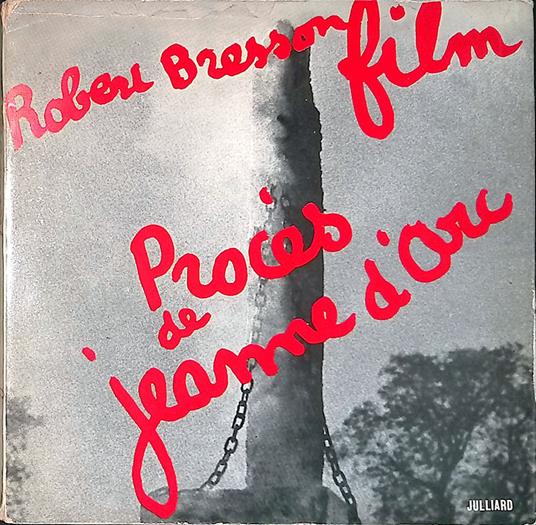 Robert Bresson
film
Procès
de
jeanne d'Arc
JULLIARD